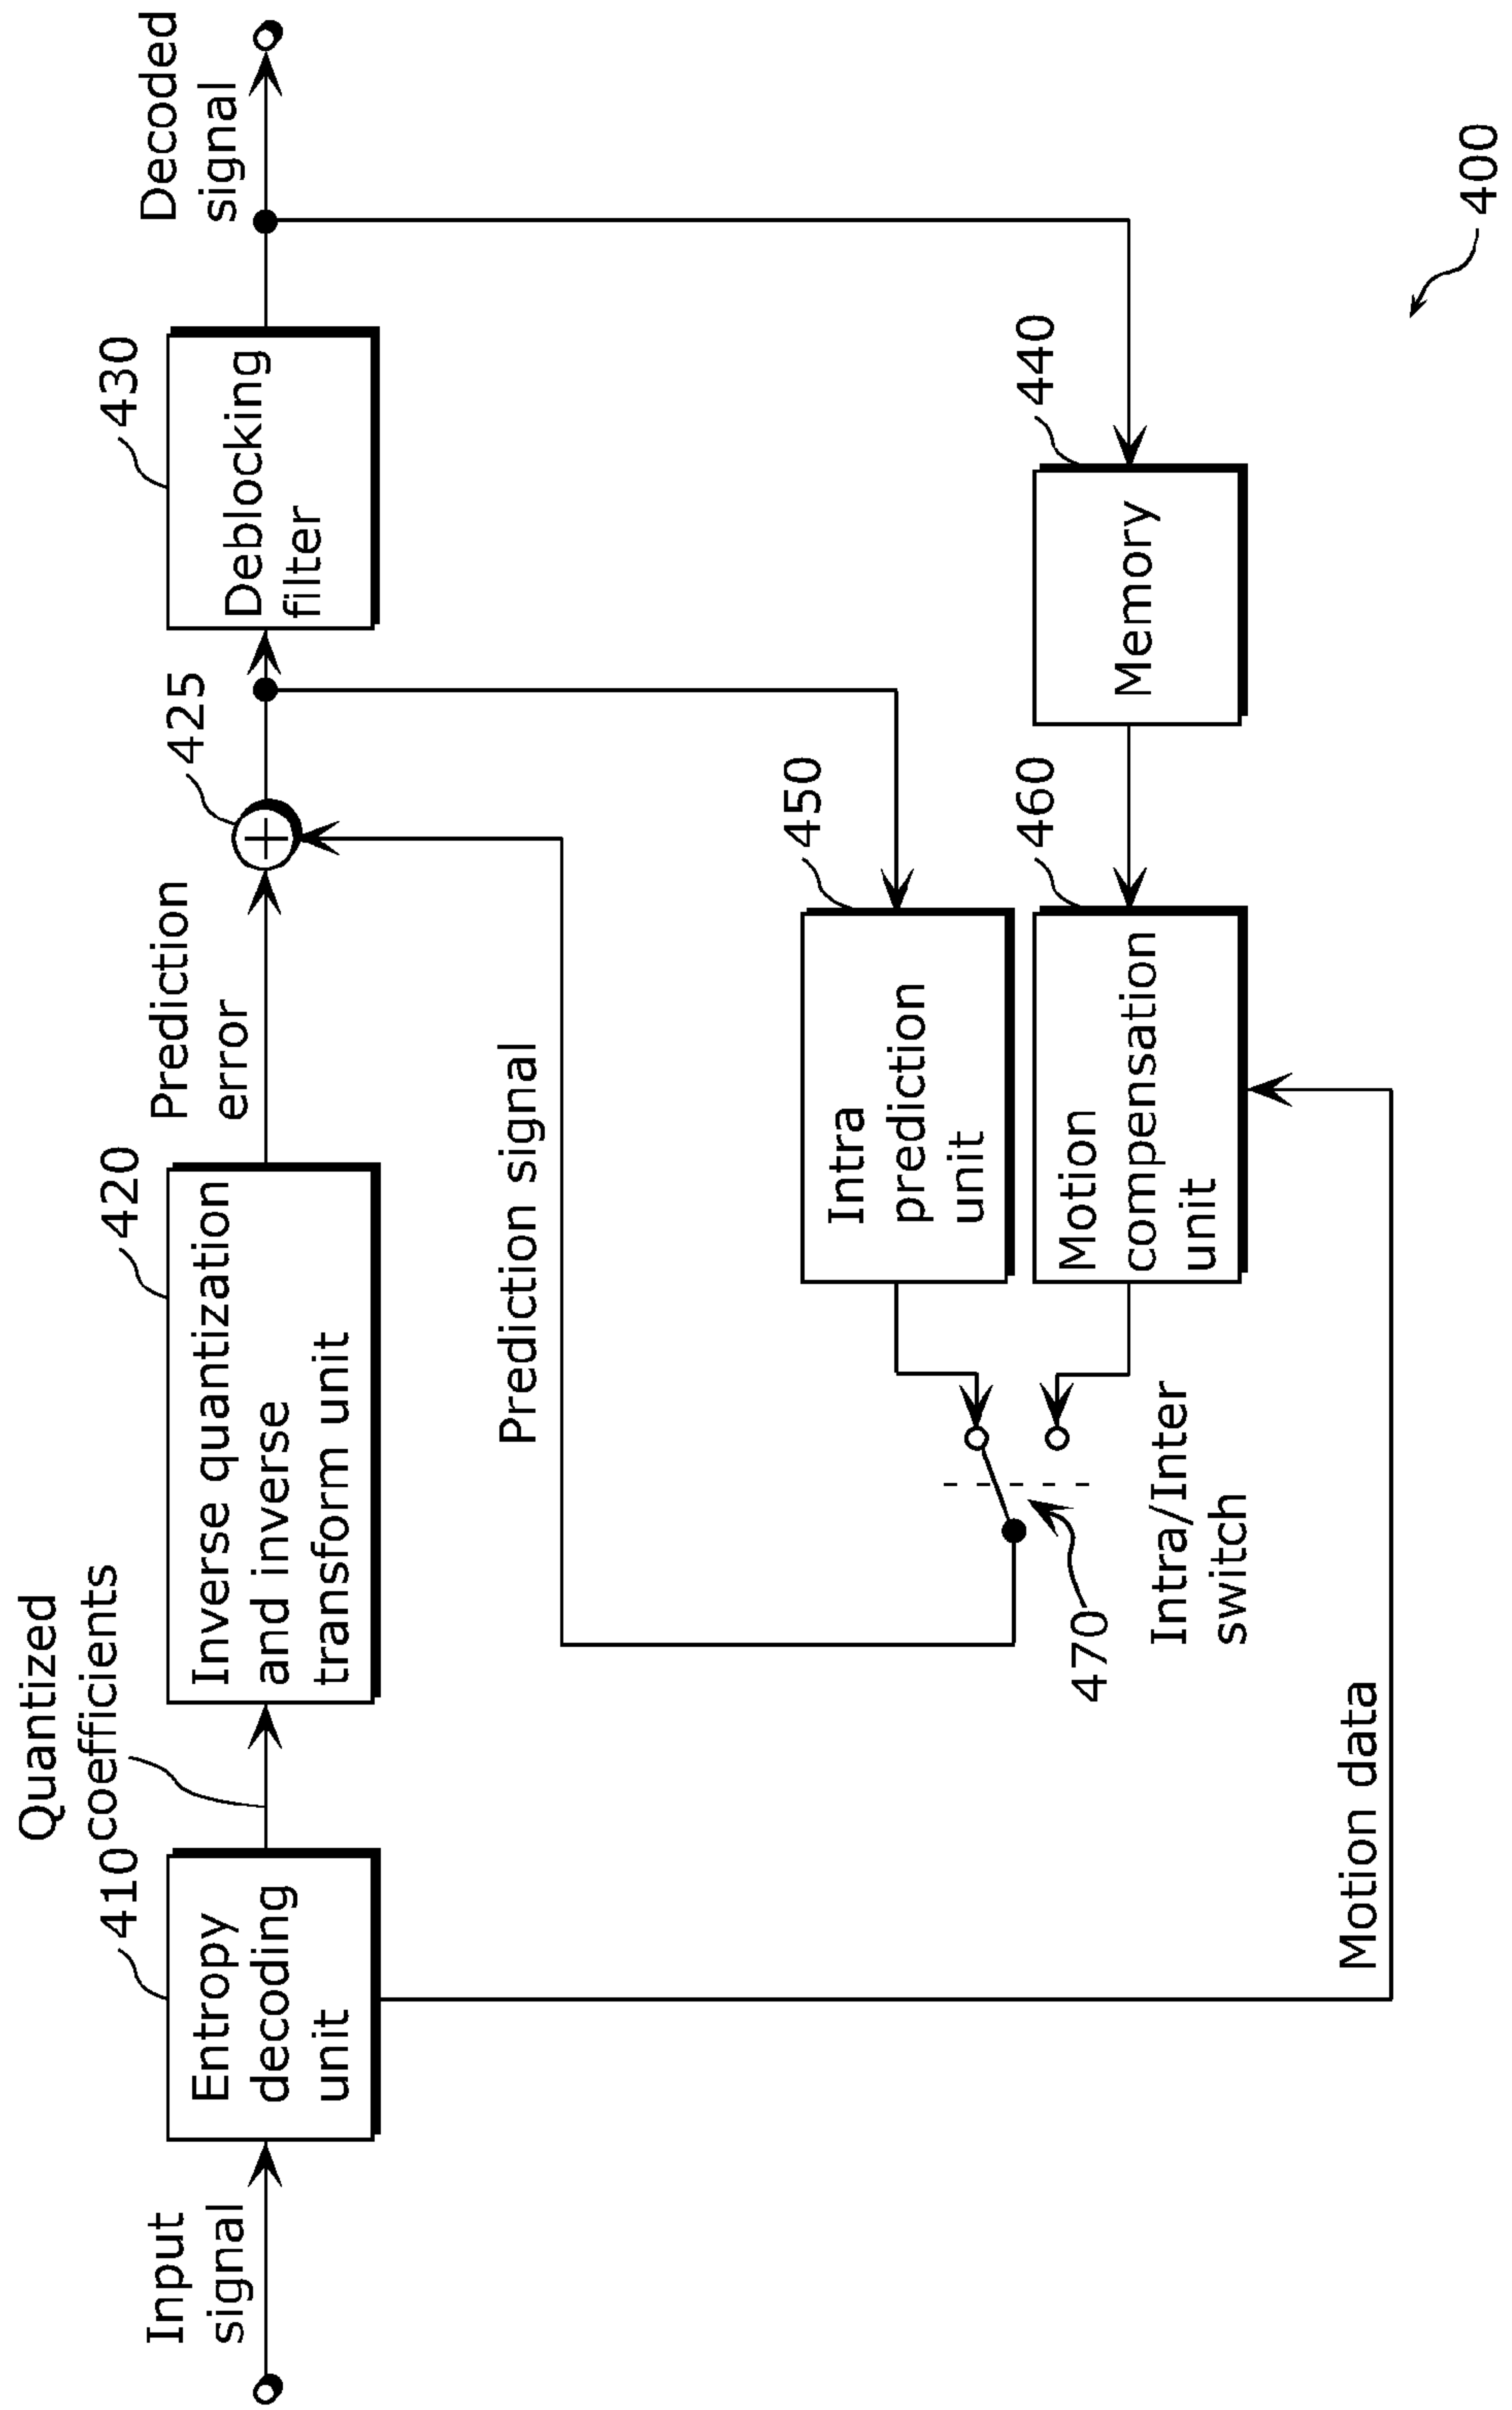 Input
signal
410
Entropy
decoding
unit
Quantized
coefficients
420
Inverse quantization
and inverse
transform unit
Prediction
error
425
430
Deblocking
filter
Decoded
signal
Prediction signal
450
Intra
prediction
unit
460
Motion
compensation
unit
440
Memory
470
Intra/Inter
switch
Motion data
400